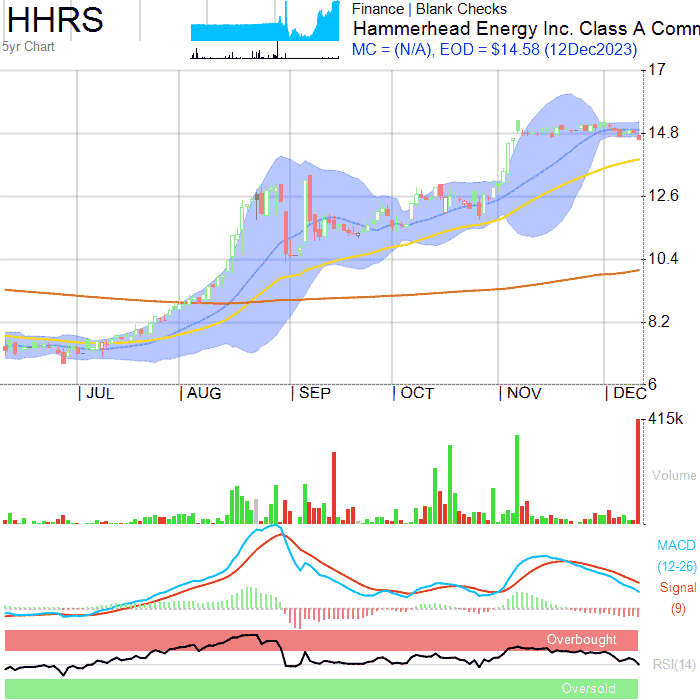 HHRS
5yr Chart
Finance | Blank Checks
Hammerhead Energy Inc. Class A Comm
MC = (N/A), EOD = $14.58 (12Dec2023)
17
14.8
12.6
10.4
8.2
6
JUL
AUG
SEP
OCT
NOV
DEC
415k
Volume
MACD
(12-26)
Signal
(9)
Overbought
RSI(14)
Oversold